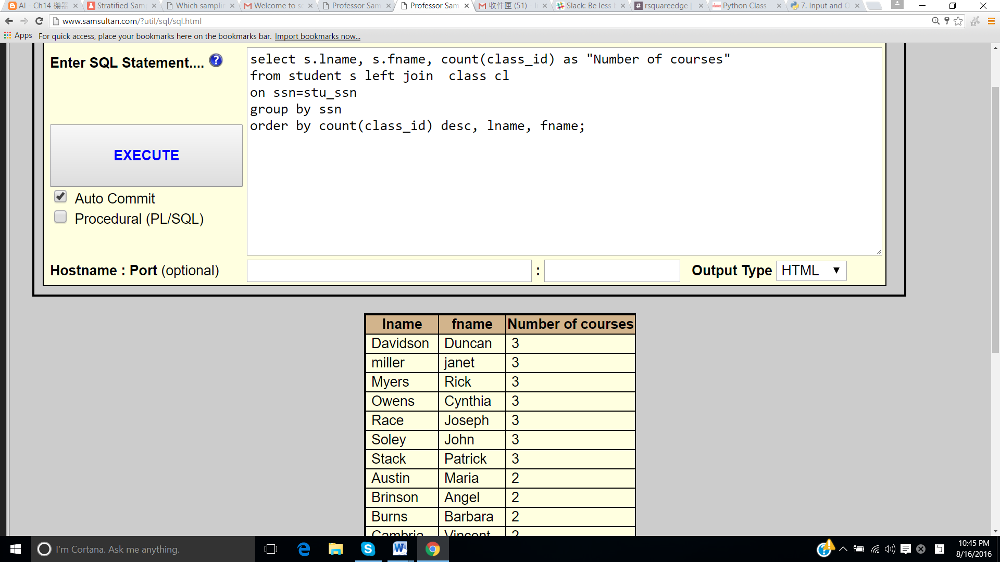 AI - Ch14 機器
Stratified Sam
Which samplin
Welcome to s
Professor Sam
Professor Sam
收件匣 (51) - l
Slack: Be less
rsquareedge |
Python Class -
7. Input and O
www.samsultan.com/?util/sql/sql.html
Apps For quick access, place your bookmarks here on the bookmarks bar. Import bookmarks now...
Enter SQL Statement....
select s.lname, s.fname, count(class_id) as "Number of courses"
from student s left join  class cl
on ssn=stu_ssn
group by ssn
order by count(class_id) desc, lname, fname;
EXECUTE
Auto Commit
Procedural (PL/SQL)
Hostname : Port (optional) : Output Type HTML
lname fname Number of courses
Davidson Duncan 3
miller janet 3
Myers Rick 3
Owens Cynthia 3
Race Joseph 3
Soley John 3
Stack Patrick 3
Austin Maria 2
Brinson Angel 2
Burns Barbara 2
Cambria Vincent 2
I'm Cortana. Ask me anything.
10:45 PM
8/16/2016